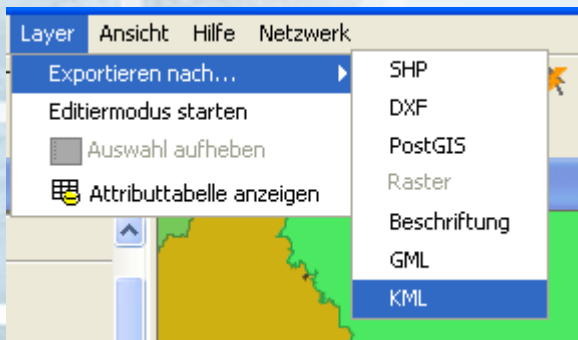 Layer Ansicht Hilfe Netzwerk
Exportieren nach...
Editiermodus starten
Auswahl aufheben
Attributtabelle anzeigen
SHP
DXF
PostGIS
Raster
Beschriftung
GML
KML